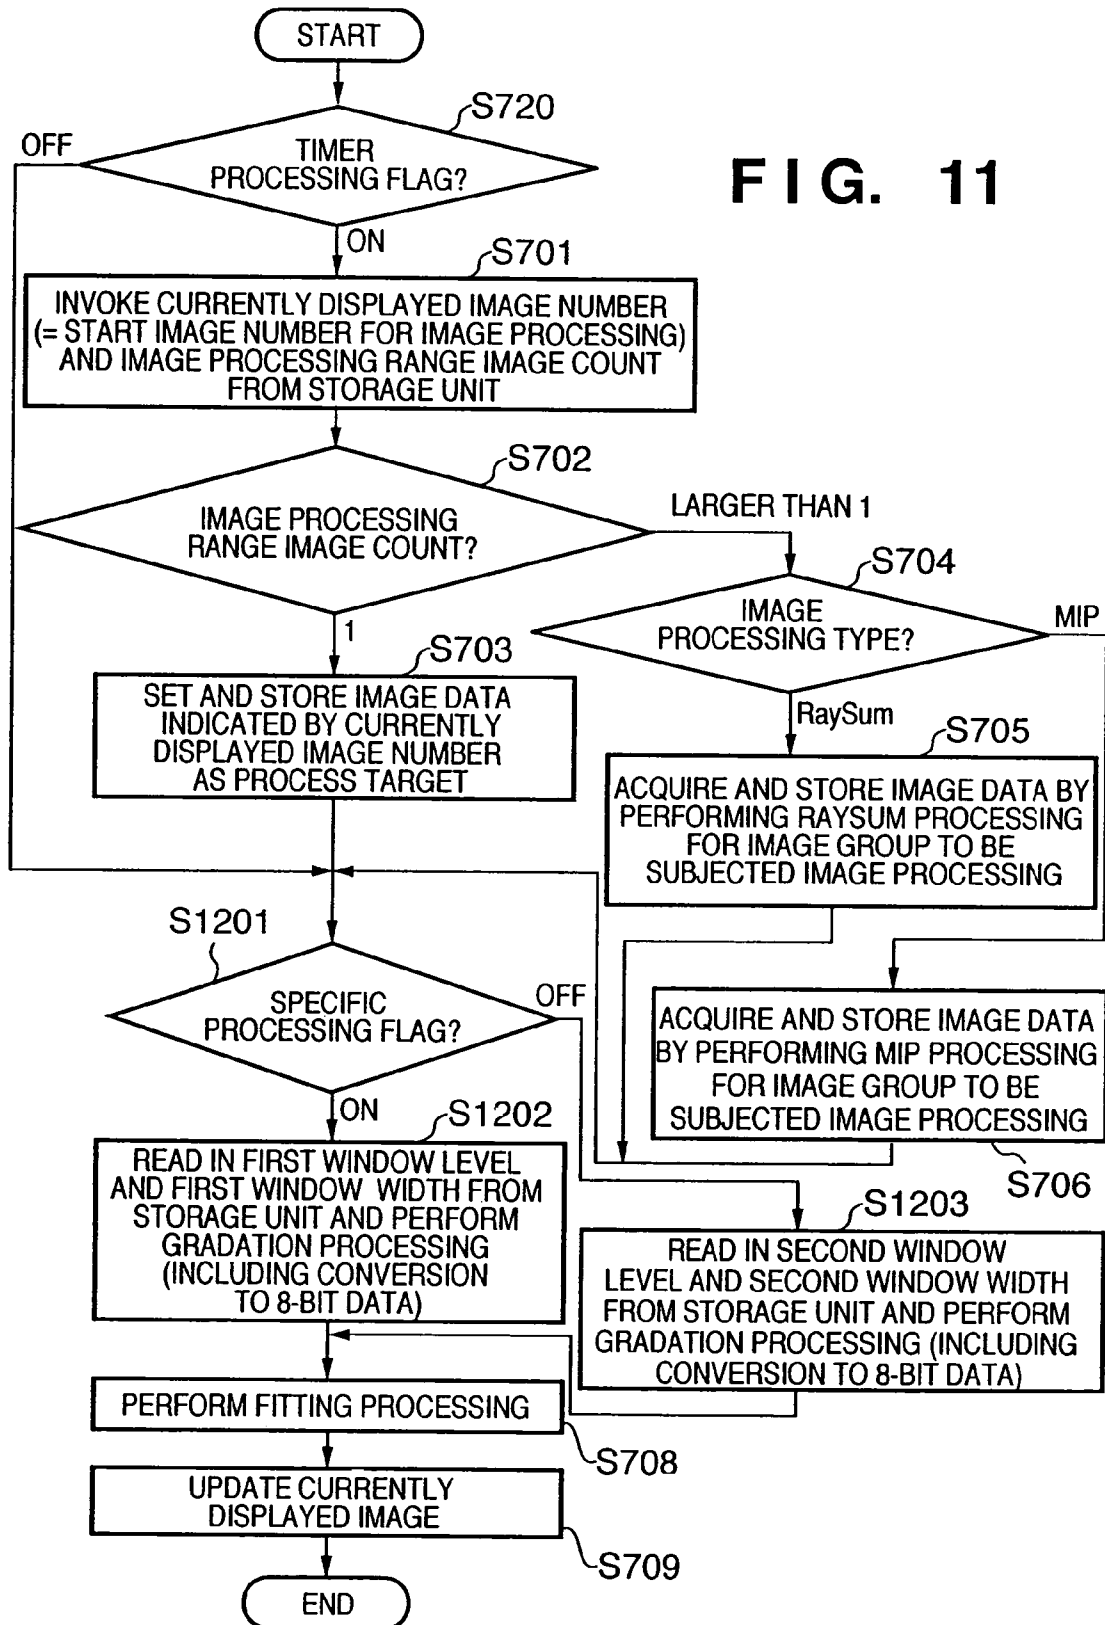 START
S720
OFF
TIMER
PROCESSING FLAG?
FIG. 11
ON
S701
INVOKE CURRENTLY DISPLAYED IMAGE NUMBER
(= START IMAGE NUMBER FOR IMAGE PROCESSING)
AND IMAGE PROCESSING RANGE IMAGE COUNT
FROM STORAGE UNIT
S702
IMAGE PROCESSING
RANGE IMAGE COUNT?
LARGER THAN 1
S704
IMAGE
PROCESSING TYPE?
MIP
1
S703
SET AND STORE IMAGE DATA
INDICATED BY CURRENTLY
DISPLAYED IMAGE NUMBER
AS PROCESS TARGET
RaySum
S705
ACQUIRE AND STORE IMAGE DATA BY
PERFORMING RAYSUM PROCESSING
FOR IMAGE GROUP TO BE
SUBJECTED IMAGE PROCESSING
S1201
SPECIFIC
PROCESSING FLAG?
OFF
ACQUIRE AND STORE IMAGE DATA
BY PERFORMING MIP PROCESSING
FOR IMAGE GROUP TO BE
SUBJECTED IMAGE PROCESSING
S706
ON
S1202
READ IN FIRST WINDOW LEVEL
AND FIRST WINDOW WIDTH FROM
STORAGE UNIT AND PERFORM
GRADATION PROCESSING
(INCLUDING CONVERSION
TO 8-BIT DATA)
S1203
READ IN SECOND WINDOW
LEVEL AND SECOND WINDOW WIDTH
FROM STORAGE UNIT AND PERFORM
GRADATION PROCESSING (INCLUDING
CONVERSION TO 8-BIT DATA)
PERFORM FITTING PROCESSING
S708
UPDATE CURRENTLY
DISPLAYED IMAGE
S709
END